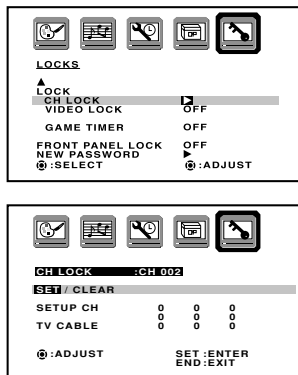 LOCKS
▲
LOCK
CH LOCK ▶
VIDEO LOCK OFF
GAME TIMER OFF
FRONT PANEL LOCK OFF
NEW PASSWORD ▶
:SELECT :ADJUST
CH LOCK :CH 002
SET / CLEAR
SETUP CH 0 0 0
0 0 0
TV CABLE 0 0 0
:ADJUST SET :ENTER
END :EXIT